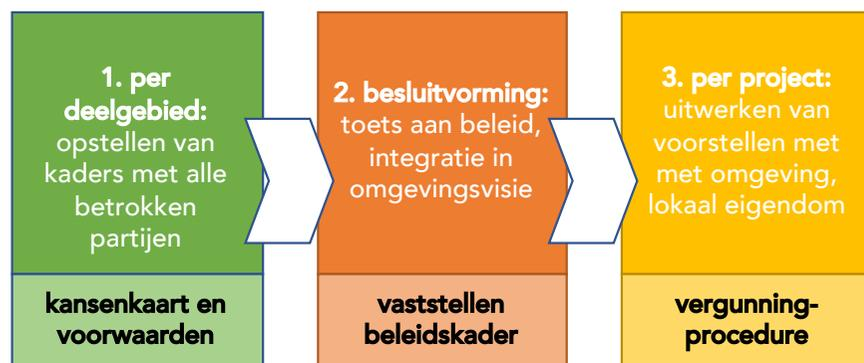 1. per
deelgebied:
opstellen van
kaders met alle
betrokken
partijen
kansenkaart en
voorwaarden
2. besluitvorming:
toets aan beleid,
integratie in
omgevingsvisie
vaststellen
beleidskader
3. per project:
uitwerken van
voorstellen met
met omgeving,
lokaal eigendom
vergunning-
procedure